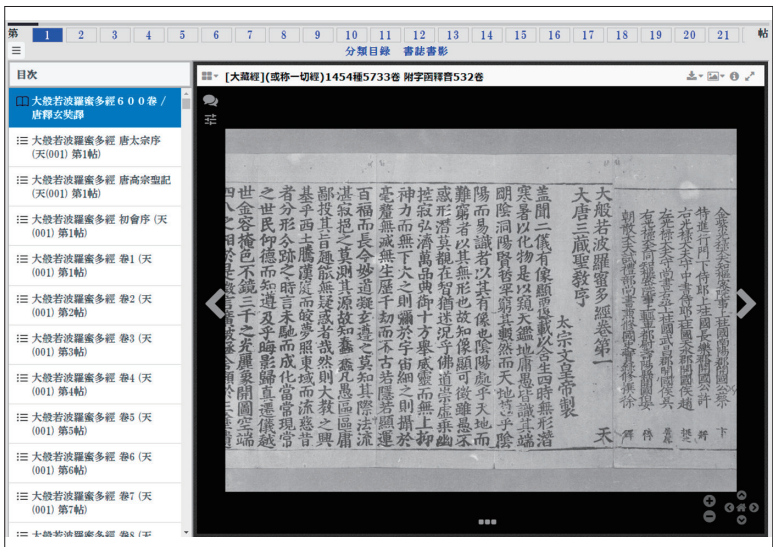 第 1 2 3 4 5 6 7 8 9 10 11 12 13 14 15 16 17 18 19 20 21 帖
分類目録 書誌書影
目次
大般若波羅蜜多經６００卷 /
唐釋玄奘譯
大般若波羅蜜多經 唐太宗序
(天(001) 第1帖)
大般若波羅蜜多經 唐高宗聖記
(天(001) 第1帖)
大般若波羅蜜多經 初會序 (天
(001) 第1帖)
大般若波羅蜜多經 卷1 (天
(001) 第1帖)
大般若波羅蜜多經 卷2 (天
(001) 第2帖)
大般若波羅蜜多經 卷3 (天
(001) 第3帖)
大般若波羅蜜多經 卷4 (天
(001) 第4帖)
大般若波羅蜜多經 卷5 (天
(001) 第5帖)
大般若波羅蜜多經 卷6 (天
(001) 第6帖)
大般若波羅蜜多經 卷7 (天
(001) 第7帖)
大般若波羅蜜多經 卷8 (天
[大藏經](或称一切經)1454種5733卷 附字函釋音532卷
大般若波羅蜜多經卷第一 天
大唐三蔵聖教序
太宗文皇帝製
蓋聞二儀有像顯覆載以含生四時無形潛
寒暑以化物是以窺天鑑地庸愚皆識其端
明陰洞陽賢哲罕窮其數然而天地苞乎陰
陽而易識者以其有像也陰陽處乎天地而
難窮者以其無形也故知像顯可徵雖愚不
惑形潛莫覩在智猶迷況乎佛道崇虛乗幽
控寂弘濟萬品典御十方舉威靈而無上抑
神力而無下大之則彌於宇宙細之則攝於
毫釐無滅無生歷千劫而不古若隱若顯運
百福而長今妙道凝玄遵之莫知其際法流
湛寂挹之莫測其源故知蠢蠢凡愚區區庸
鄙投其旨趣能無疑惑者哉然則大教之興
基乎西土騰漢庭而皎夢照東域而流慈昔
者分形分跡之時言未馳而成化當常現常
之世民仰德而知遵及乎晦影歸真遷儀越
世金容掩色不鏡三千之光麗象開圖空端
四八之相於是微言廣被